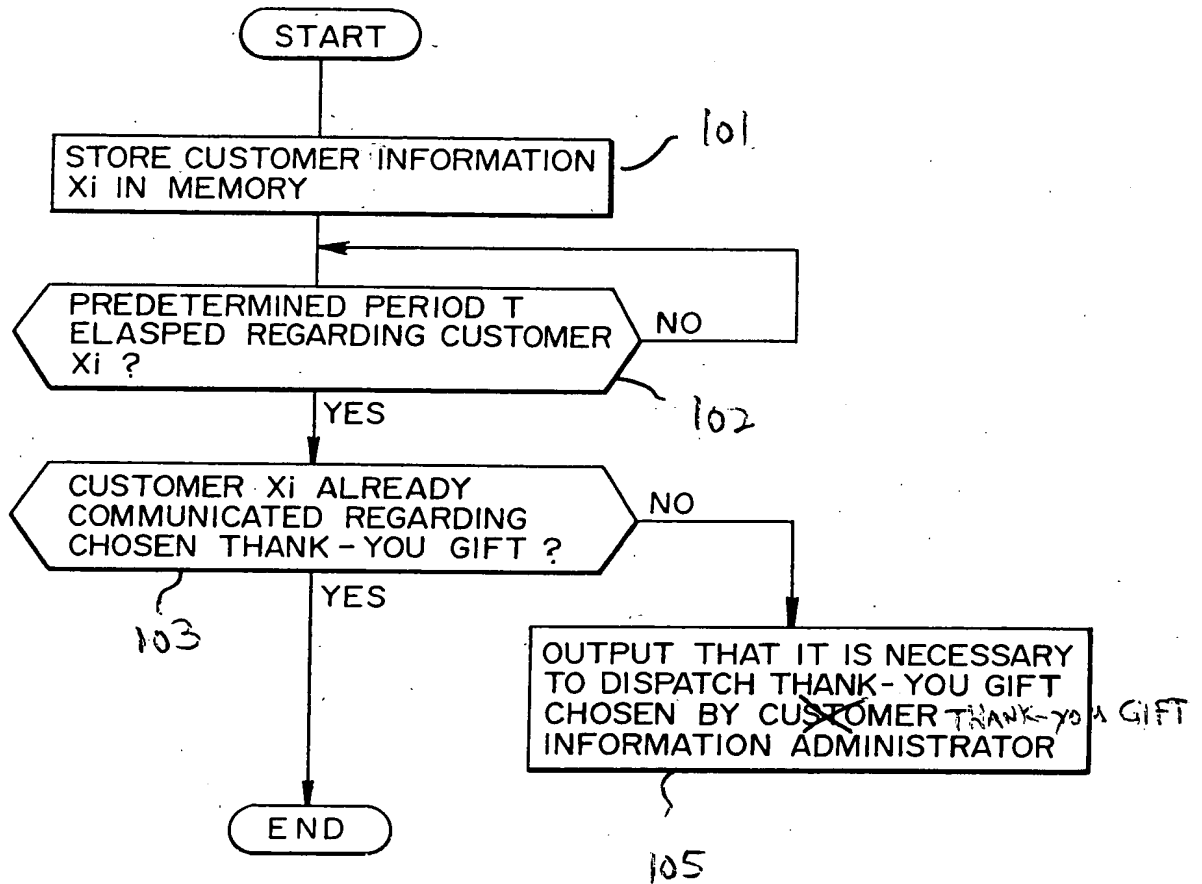 START
101
STORE CUSTOMER INFORMATION
Xi IN MEMORY
PREDETERMINED PERIOD T
ELASPED REGARDING CUSTOMER
Xi ?
NO
102
YES
CUSTOMER Xi ALREADY
COMMUNICATED REGARDING
CHOSEN THANK-YOU GIFT ?
NO
103
YES
OUTPUT THAT IT IS NECESSARY
TO DISPATCH THANK-YOU GIFT
CHOSEN BY CUSTOMER THANK-YOU GIFT
INFORMATION ADMINISTRATOR
105
END